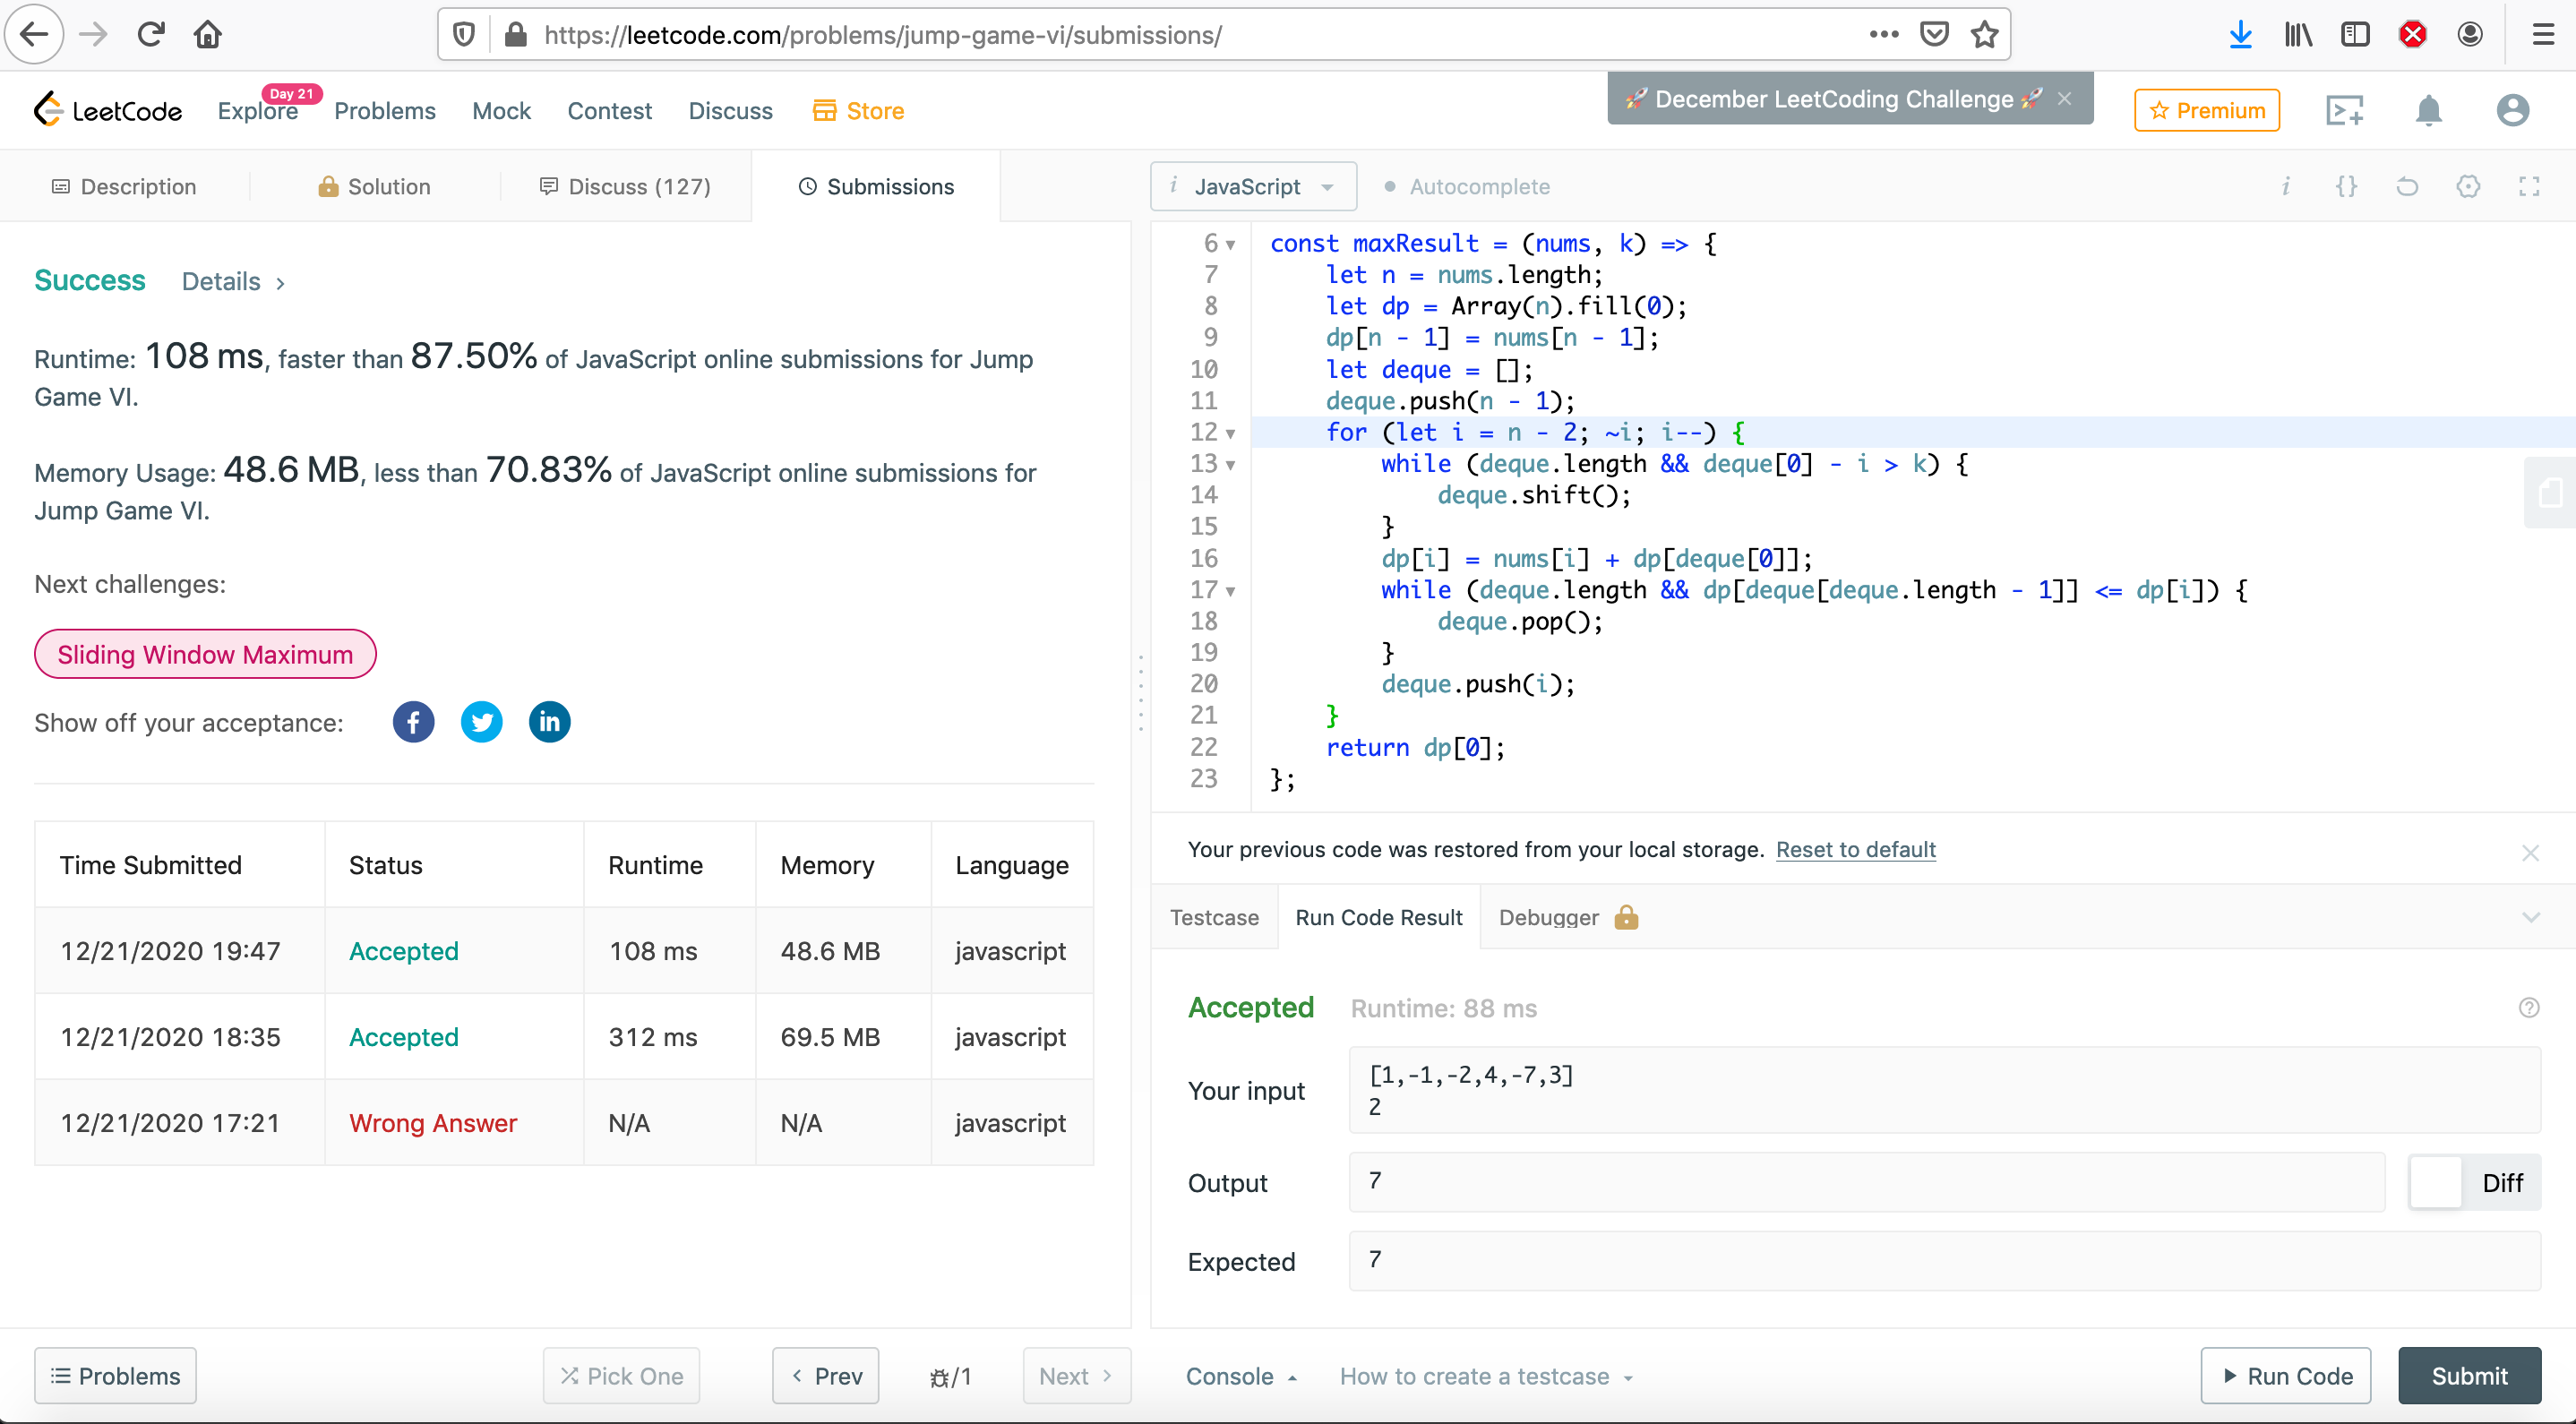 https://leetcode.com/problems/jump-game-vi/submissions/
LeetCode
Explore
Day 21
Problems
Mock
Contest
Discuss
Store
🚀 December LeetCoding Challenge 🚀 ×
Premium
Description
Solution
Discuss (127)
Submissions
i JavaScript
Autocomplete
i
{}
Success Details >
Runtime: 108 ms, faster than 87.50% of JavaScript online submissions for Jump
Game VI.
Memory Usage: 48.6 MB, less than 70.83% of JavaScript online submissions for
Jump Game VI.
Next challenges:
Sliding Window Maximum
Show off your acceptance:
f
in
Time Submitted Status Runtime Memory Language
12/21/2020 19:47 Accepted 108 ms 48.6 MB javascript
12/21/2020 18:35 Accepted 312 ms 69.5 MB javascript
12/21/2020 17:21 Wrong Answer N/A N/A javascript
6 const maxResult = (nums, k) => {
7     let n = nums.length;
8     let dp = Array(n).fill(0);
9     dp[n - 1] = nums[n - 1];
10     let deque = [];
11     deque.push(n - 1);
12     for (let i = n - 2; ~i; i--) {
13         while (deque.length && deque[0] - i > k) {
14             deque.shift();
15         }
16         dp[i] = nums[i] + dp[deque[0]];
17         while (deque.length && dp[deque[deque.length - 1]] <= dp[i]) {
18             deque.pop();
19         }
20         deque.push(i);
21     }
22     return dp[0];
23 };
Your previous code was restored from your local storage. Reset to default
Testcase
Run Code Result
Debugger
Accepted Runtime: 88 ms
Your input
[1,-1,-2,4,-7,3]
2
Output
7
Diff
Expected
7
Problems
Pick One
< Prev
/1
Next >
Console
How to create a testcase
Run Code
Submit